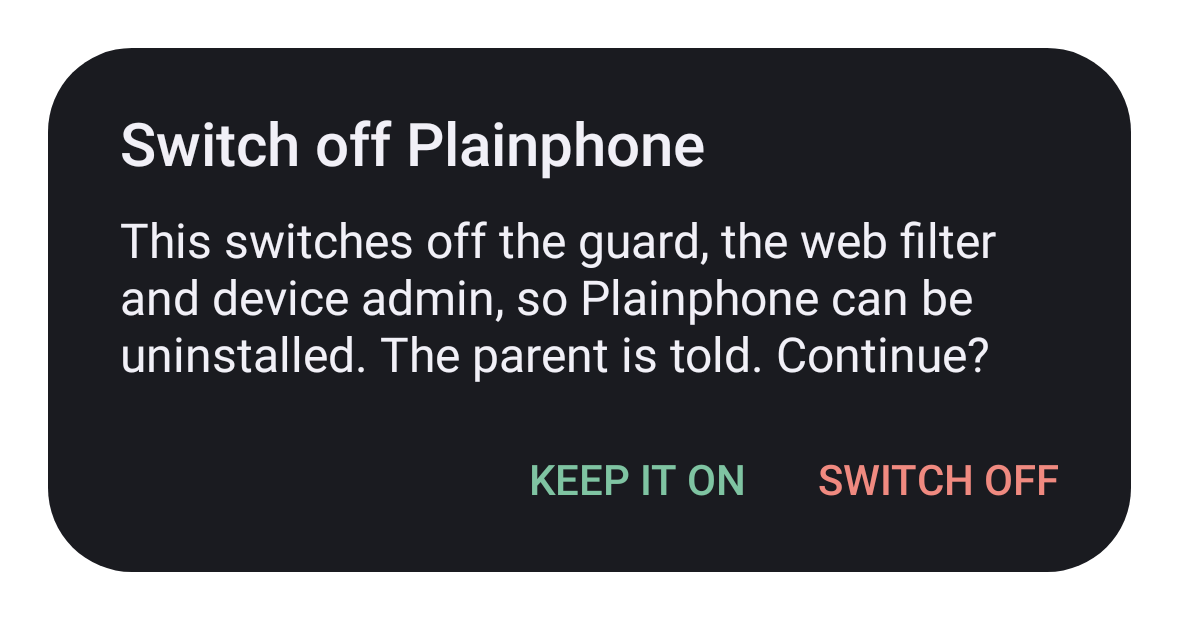 Switch off Plainphone
This switches off the guard, the web filter
and device admin, so Plainphone can be
uninstalled. The parent is told. Continue?
KEEP IT ON SWITCH OFF